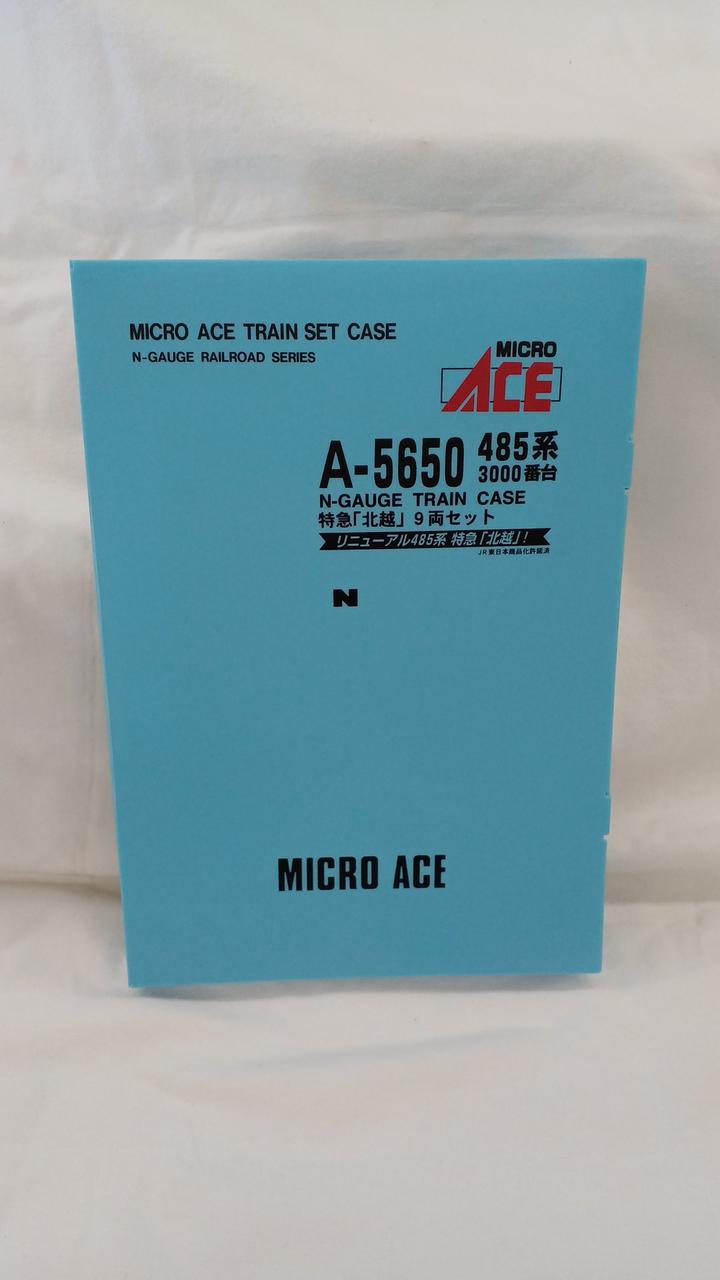 MICRO ACE TRAIN SET CASE
N-GAUGE RAILROAD SERIES
MICRO
ACE
A-5650 485系
3000番台
N-GAUGE TRAIN CASE
特急「北越」9両セット
リニューアル485系 特急「北越」!
JR東日本商品化許諾済
N
MICRO ACE